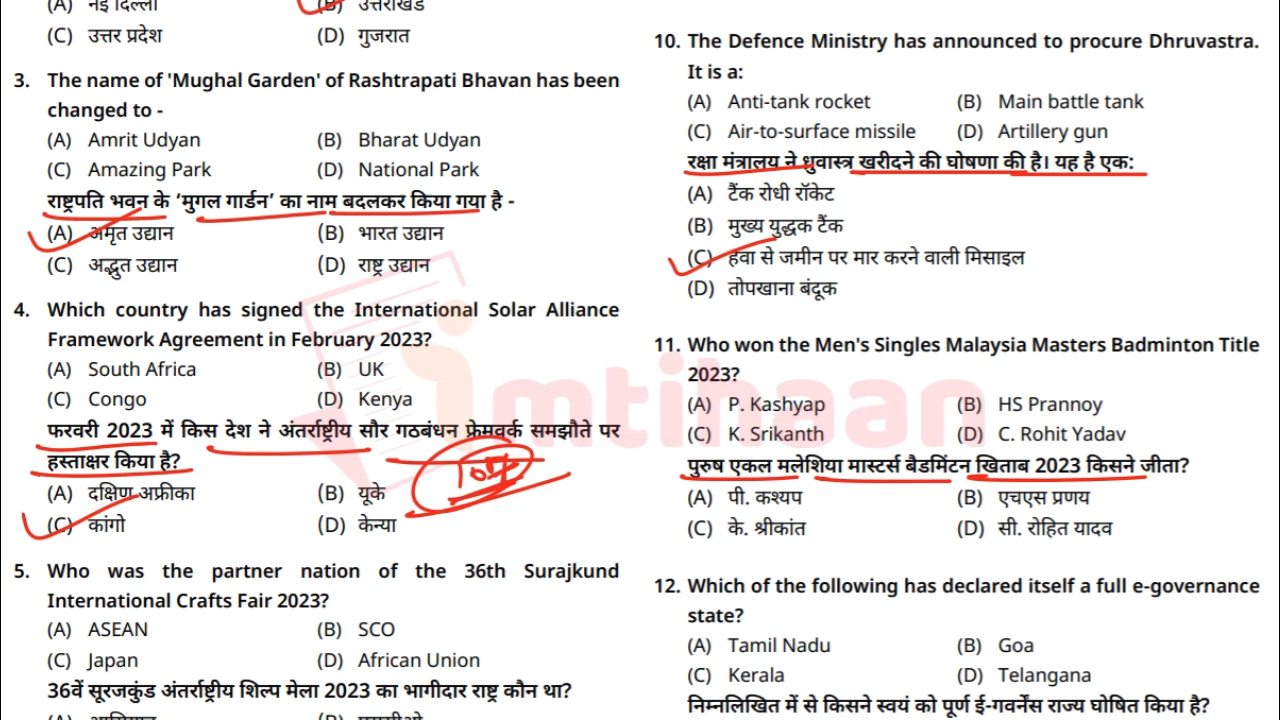 (A) नई दिल्ली (B) उत्तराखंड
(C) उत्तर प्रदेश (D) गुजरात
3. The name of 'Mughal Garden' of Rashtrapati Bhavan has been
changed to -
(A) Amrit Udyan (B) Bharat Udyan
(C) Amazing Park (D) National Park
राष्ट्रपति भवन के ‘मुगल गार्डन’ का नाम बदलकर किया गया है -
(A) अमृत उद्यान (B) भारत उद्यान
(C) अद्भुत उद्यान (D) राष्ट्र उद्यान
4. Which country has signed the International Solar Alliance
Framework Agreement in February 2023?
(A) South Africa (B) UK
(C) Congo (D) Kenya
फरवरी 2023 में किस देश ने अंतर्राष्ट्रीय सौर गठबंधन फ्रेमवर्क समझौते पर
हस्ताक्षर किया है?
(A) दक्षिण अफ्रीका (B) यूके
(C) कांगो (D) केन्या
5. Who was the partner nation of the 36th Surajkund
International Crafts Fair 2023?
(A) ASEAN (B) SCO
(C) Japan (D) African Union
36वें सूरजकुंड अंतर्राष्ट्रीय शिल्प मेला 2023 का भागीदार राष्ट्र कौन था?
10. The Defence Ministry has announced to procure Dhruvastra.
It is a:
(A) Anti-tank rocket (B) Main battle tank
(C) Air-to-surface missile (D) Artillery gun
रक्षा मंत्रालय ने ध्रुवास्त्र खरीदने की घोषणा की है। यह है एक:
(A) टैंक रोधी रॉकेट
(B) मुख्य युद्धक टैंक
(C) हवा से जमीन पर मार करने वाली मिसाइल
(D) तोपखाना बंदूक
11. Who won the Men's Singles Malaysia Masters Badminton Title
2023?
(A) P. Kashyap (B) HS Prannoy
(C) K. Srikanth (D) C. Rohit Yadav
पुरुष एकल मलेशिया मास्टर्स बैडमिंटन खिताब 2023 किसने जीता?
(A) पी. कश्यप (B) एचएस प्रणय
(C) के. श्रीकांत (D) सी. रोहित यादव
12. Which of the following has declared itself a full e-governance
state?
(A) Tamil Nadu (B) Goa
(C) Kerala (D) Telangana
निम्नलिखित में से किसने स्वयं को पूर्ण ई-गवर्नेंस राज्य घोषित किया है?
imtihaan